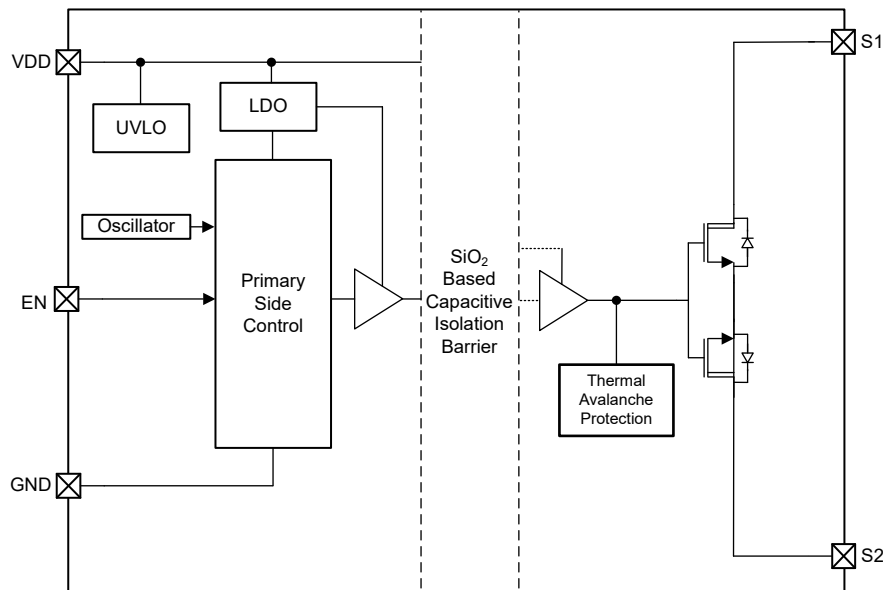 VDD
S1
LDO
UVLO
Oscillator
SiO₂
Based
Capacitive
Isolation
Barrier
Primary
Side
Control
EN
Thermal
Avalanche
Protection
GND
S2